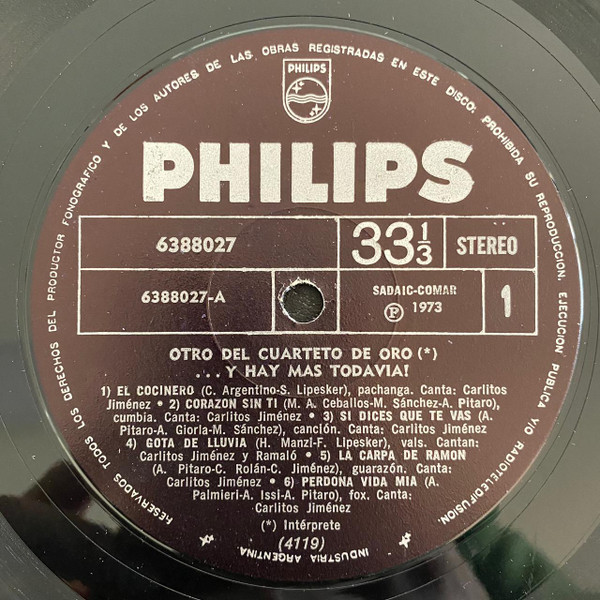 RESERVADOS TODOS LOS DERECHOS DEL PRODUCTOR FONOGRAFICO Y DE LOS AUTORES DE LAS OBRAS REGISTRADAS EN ESTE DISCO. PROHIBIDA SU REPRODUCCION. EJECUCION PUBLICA Y/O RADIOTELEDIFUSION.
PHILIPS
PHILIPS
6388027
33 1/3
STEREO
6388027-A
SADAIC-COMAR
Ⓟ 1973
1
OTRO DEL CUARTETO DE ORO (*)
...Y HAY MAS TODAVIA!
1) EL COCINERO (C. Argentino-S. Lipesker), pachanga. Canta: Carlitos
Jiménez • 2) CORAZON SIN TI (M. A. Ceballos-M. Sánchez-A. Pitaro),
cumbia. Canta: Carlitos Jiménez • 3) SI DICES QUE TE VAS (A.
Pitaro-A. Giorla-M. Sánchez), canción. Canta: Carlitos Jiménez
4) GOTA DE LLUVIA (H. Manzi-F. Lipesker), vals. Cantan:
Carlitos Jiménez y Ramaló • 5) LA CARPA DE RAMON
(A. Pitaro-C. Rolán-C. Jiménez), guarazón. Canta:
Carlitos Jiménez • 6) PERDONA VIDA MIA (A.
Palmieri-A. Issi-A. Pitaro), fox. Canta:
Carlitos Jiménez
(*) Intérprete
(4119)
INDUSTRIA ARGENTINA.